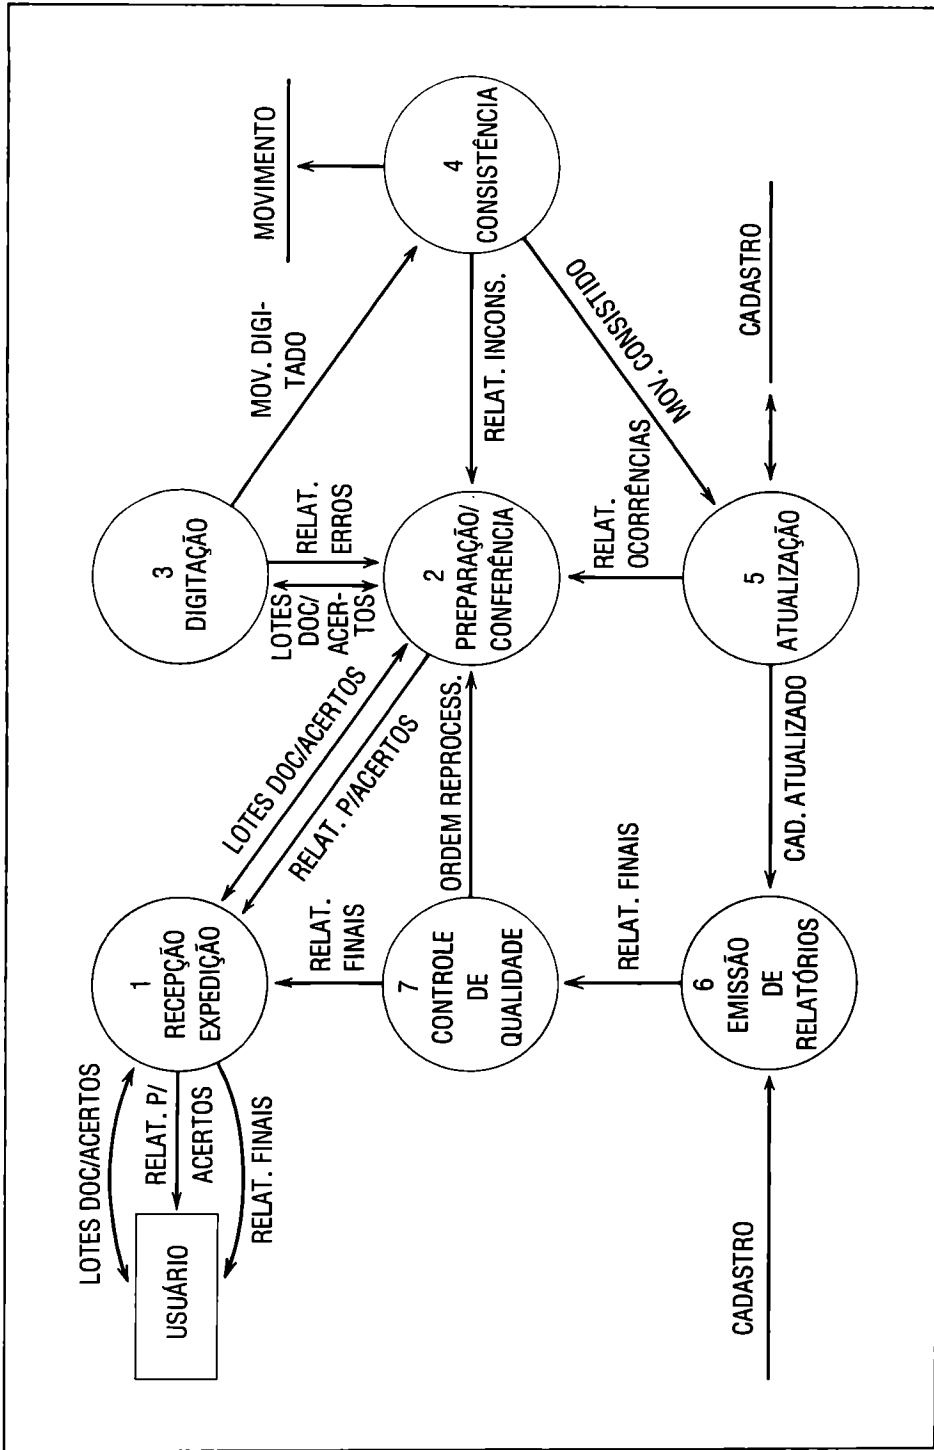 LOTES DOC/ACERTOS
USUÁRIO
RELAT. P/
ACERTOS
RELAT. FINAIS
1
RECEPÇÃO
EXPEDIÇÃO
LOTES DOC/ACERTOS
RELAT. P/ACERTOS
3
DIGITAÇÃO
LOTES
DOC/
ACER-
TOS
RELAT.
ERROS
MOV. DIGI-
TADO
MOVIMENTO
RELAT.
FINAIS
7
CONTROLE
DE
QUALIDADE
ORDEM REPROCESS.
2
PREPARAÇÃO/
CONFERÊNCIA
RELAT. INCONS.
4
CONSISTÊNCIA
MOV. CONSISTIDO
RELAT. FINAIS
RELAT.
OCORRÊNCIAS
CADASTRO
6
EMISSÃO
DE
RELATÓRIOS
CAD. ATUALIZADO
5
ATUALIZAÇÃO
CADASTRO